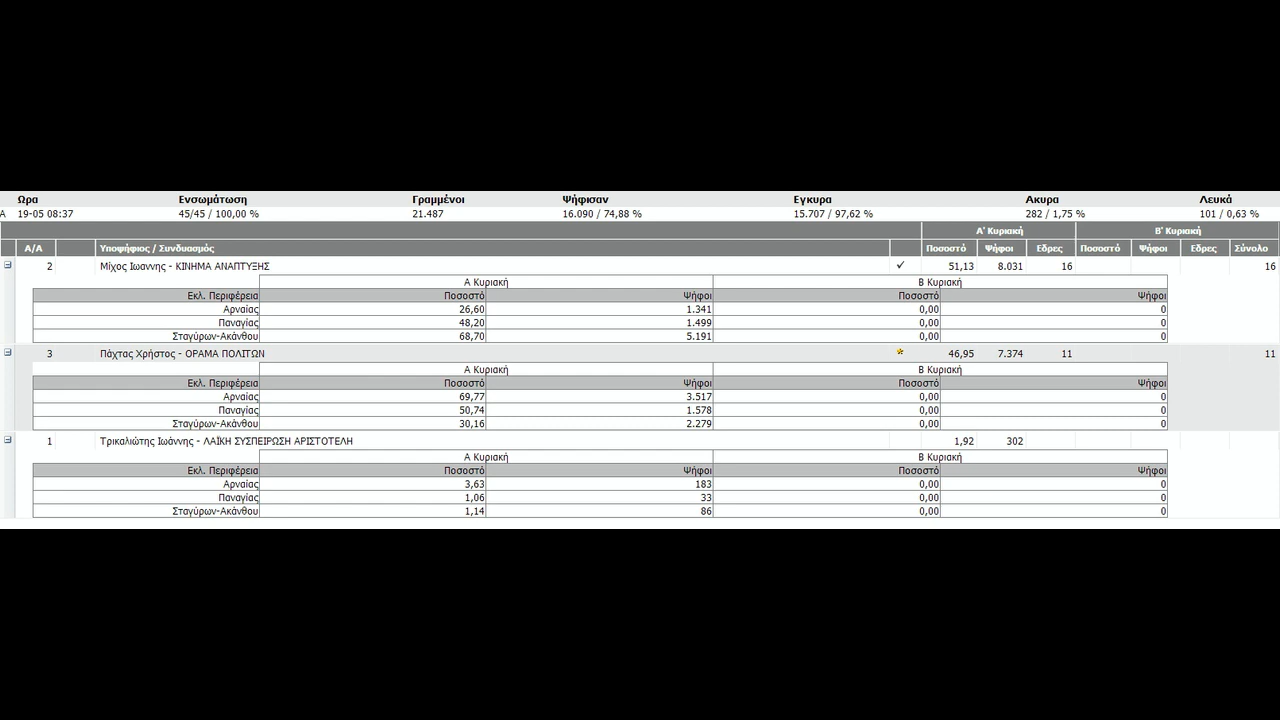 Ωρα Ενσωμάτωση Γραμμένοι Ψήφισαν Εγκυρα Ακυρα Λευκά
Α 19-05 08:37 45/45 / 100,00 % 21.487 16.090 / 74,88 % 15.707 / 97,62 % 282 / 1,75 % 101 / 0,63 %
Α' Κυριακή Β' Κυριακή
Α/Α Υποψήφιος / Συνδυασμός Ποσοστό Ψήφοι Εδρες Ποσοστό Ψήφοι Εδρες Σύνολο
2 Μίχος Ιωαννης - ΚΙΝΗΜΑ ΑΝΑΠΤΥΞΗΣ ✓ 51,13 8.031 16 16
Α Κυριακή Β Κυριακή
Εκλ. Περιφέρεια Ποσοστό Ψήφοι Ποσοστό Ψήφοι
Αρναίας 26,60 1.341 0,00 0
Παναγίας 48,20 1.499 0,00 0
Σταγύρων-Ακάνθου 68,70 5.191 0,00 0
3 Πάχτας Χρήστος - ΟΡΑΜΑ ΠΟΛΙΤΩΝ * 46,95 7.374 11 11
Α Κυριακή Β Κυριακή
Εκλ. Περιφέρεια Ποσοστό Ψήφοι Ποσοστό Ψήφοι
Αρναίας 69,77 3.517 0,00 0
Παναγίας 50,74 1.578 0,00 0
Σταγύρων-Ακάνθου 30,16 2.279 0,00 0
1 Τρικαλιώτης Ιωάννης - ΛΑΪΚΗ ΣΥΣΠΕΙΡΩΣΗ ΑΡΙΣΤΟΤΕΛΗ 1,92 302
Α Κυριακή Β Κυριακή
Εκλ. Περιφέρεια Ποσοστό Ψήφοι Ποσοστό Ψήφοι
Αρναίας 3,63 183 0,00 0
Παναγίας 1,06 33 0,00 0
Σταγύρων-Ακάνθου 1,14 86 0,00 0